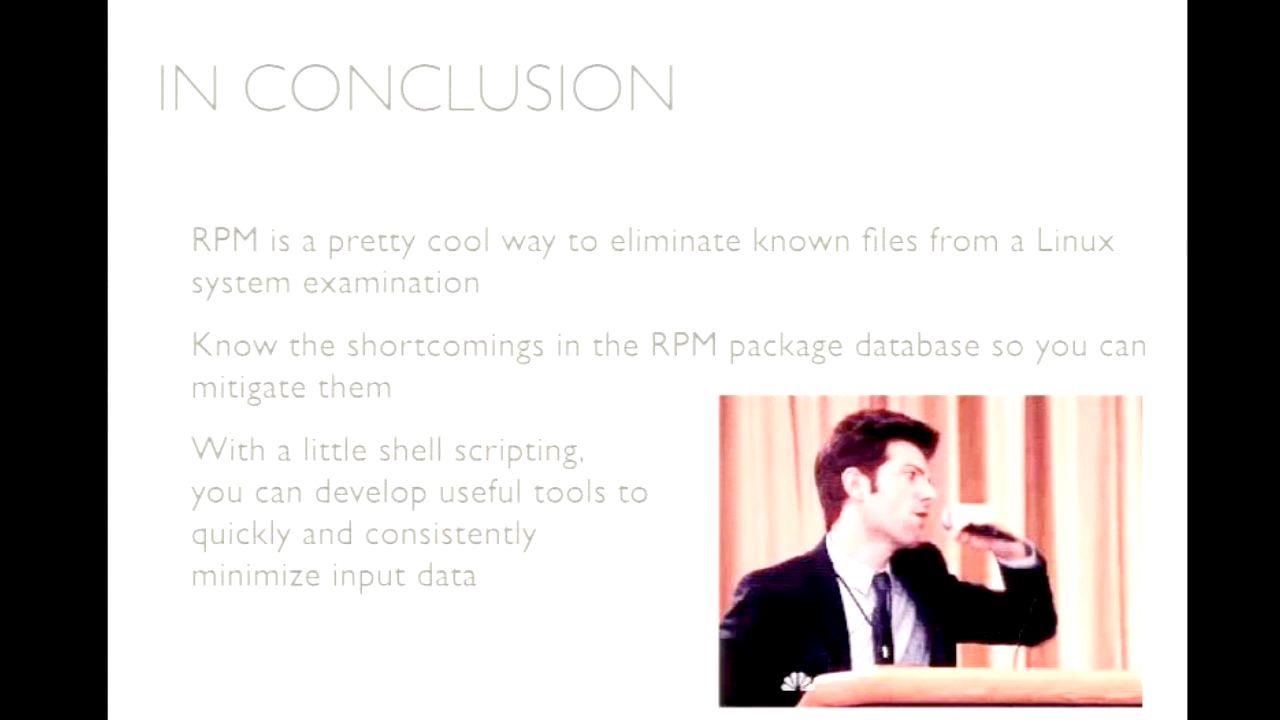 IN CONCLUSION
RPM is a pretty cool way to eliminate known files from a Linux
system examination
Know the shortcomings in the RPM package database so you can
mitigate them
With a little shell scripting,
you can develop useful tools to
quickly and consistently
minimize input data